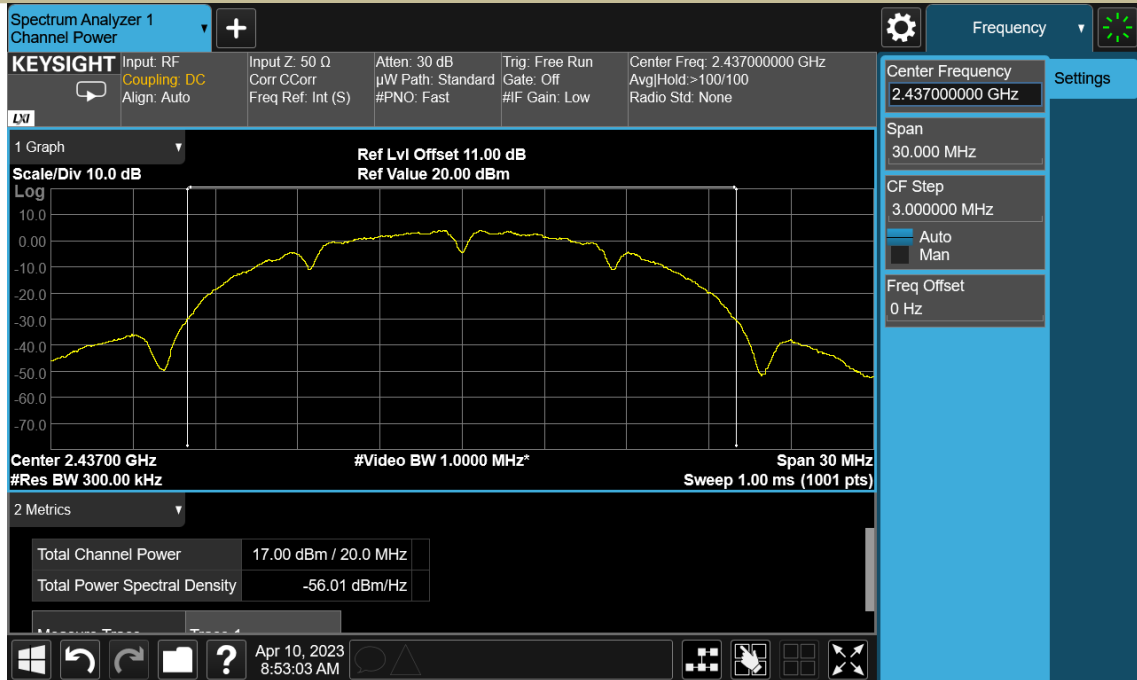 Spectrum Analyzer 1
Channel Power
Frequency
KEYSIGHT
LXI
Input: RF
Coupling: DC
Align: Auto
Input Z: 50 Ω
Corr CCorr
Freq Ref: Int (S)
Atten: 30 dB
µW Path: Standard
#PNO: Fast
Trig: Free Run
Gate: Off
#IF Gain: Low
Center Freq: 2.437000000 GHz
Avg|Hold:>100/100
Radio Std: None
Center Frequency
2.437000000 GHz
Settings
Span
30.000 MHz
CF Step
3.000000 MHz
Auto
Man
Freq Offset
0 Hz
1 Graph
Scale/Div 10.0 dB
Ref Lvl Offset 11.00 dB
Ref Value 20.00 dBm
Log
10.0
0.00
-10.0
-20.0
-30.0
-40.0
-50.0
-60.0
-70.0
Center 2.43700 GHz
#Video BW 1.0000 MHz*
Span 30 MHz
#Res BW 300.00 kHz
Sweep 1.00 ms (1001 pts)
2 Metrics
Total Channel Power 17.00 dBm / 20.0 MHz
Total Power Spectral Density -56.01 dBm/Hz
Measure Trace Trace 1
Apr 10, 2023
8:53:03 AM